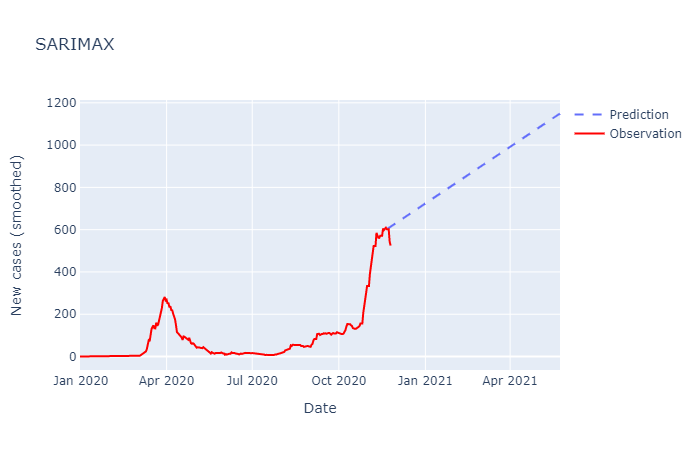 SARIMAX
1200
1000
800
600
400
200
0
New cases (smoothed)
Jan 2020
Apr 2020
Jul 2020
Oct 2020
Jan 2021
Apr 2021
Date
Prediction
Observation